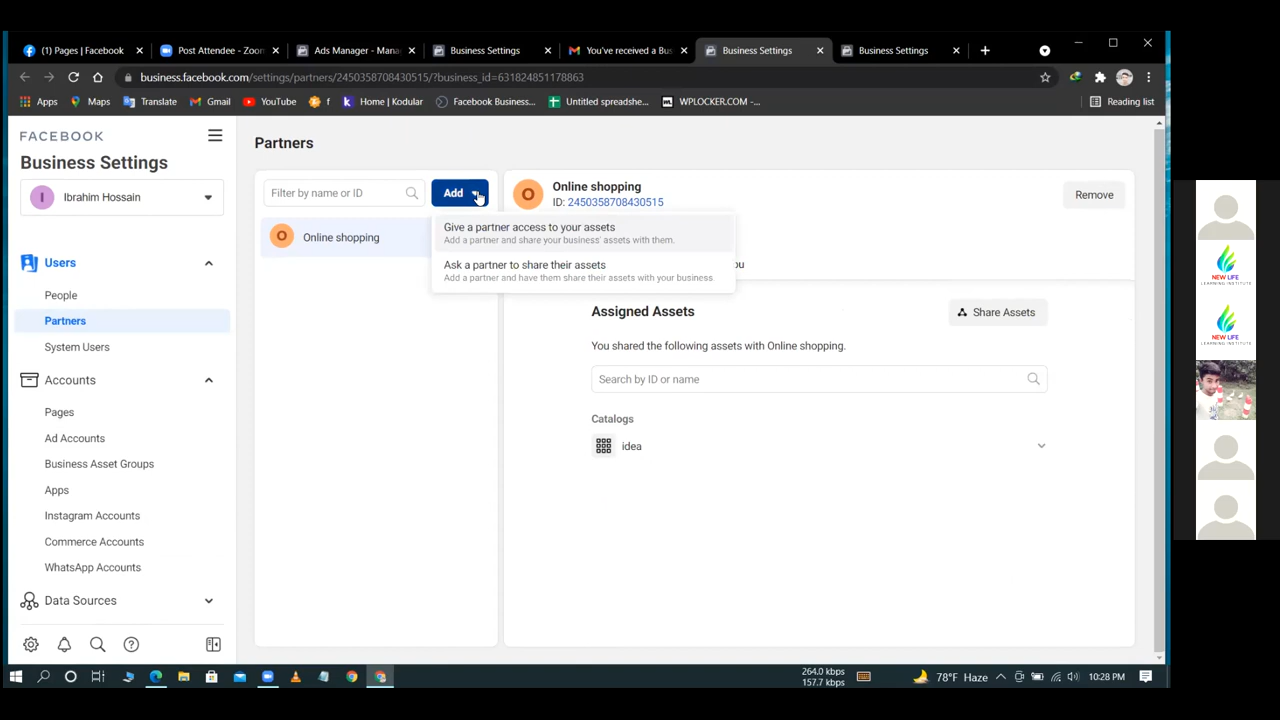 (1) Pages | Facebook
Post Attendee - Zoom
Ads Manager - Mana
Business Settings
You've received a Bus
Business Settings
Business Settings
business.facebook.com/settings/partners/2450358708430515/?business_id=631824851178863
Apps
Maps
Translate
Gmail
YouTube
f
Home | Kodular
Facebook Business...
Untitled spreadshe...
WPLOCKER.COM -...
Reading list
FACEBOOK
Business Settings
I
Ibrahim Hossain
Users
People
Partners
System Users
Accounts
Pages
Ad Accounts
Business Asset Groups
Apps
Instagram Accounts
Commerce Accounts
WhatsApp Accounts
Data Sources
Partners
Filter by name or ID
Add
O
Online shopping
Give a partner access to your assets
Add a partner and share your business' assets with them.
Ask a partner to share their assets
Add a partner and have them share their assets with your business.
O
Online shopping
ID: 2450358708430515
Remove
ou
Assigned Assets
Share Assets
You shared the following assets with Online shopping.
Search by ID or name
Catalogs
idea
NEW LIFE
LEARNING INSTITUTE
NEW LIFE
LEARNING INSTITUTE
264.0 kbps
157.7 kbps
78°F Haze
10:28 PM